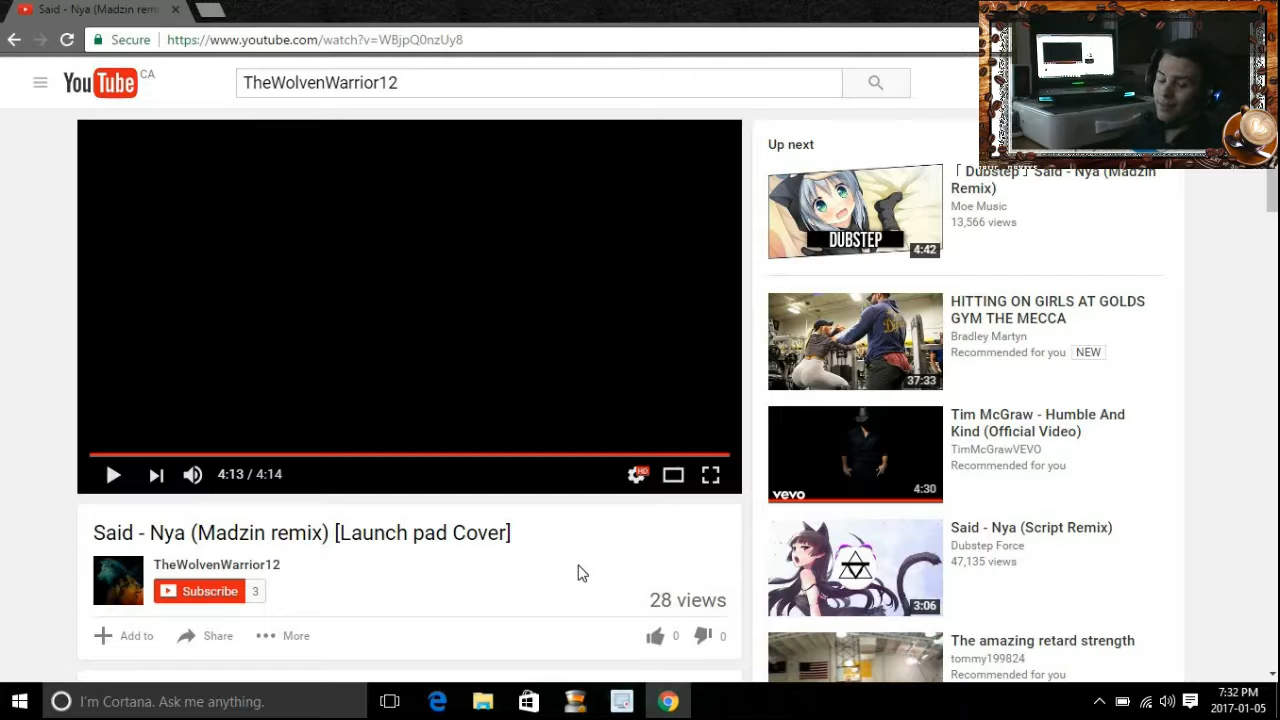 Said - Nya (Madzin rem
Secure
https://www.youtube.com/watch?v=WBjpQ0nzUy8
YouTube
CA
TheWolvenWarrior12
Up next
「Dubstep」Said - Nya (Madzin
Remix)
Moe Music
13,566 views
DUBSTEP
4:42
HITTING ON GIRLS AT GOLDS
GYM THE MECCA
Bradley Martyn
Recommended for you NEW
37:33
Tim McGraw - Humble And
Kind (Official Video)
TimMcGrawVEVO
Recommended for you
vevo
4:30
4:13 / 4:14
HD
Said - Nya (Madzin remix) [Launch pad Cover]
TheWolvenWarrior12
Subscribe 3
28 views
Add to
Share
More
0
0
Said - Nya (Script Remix)
Dubstep Force
47,135 views
3:06
The amazing retard strength
tommy199824
Recommended for you
I'm Cortana. Ask me anything.
7:32 PM
2017-01-05